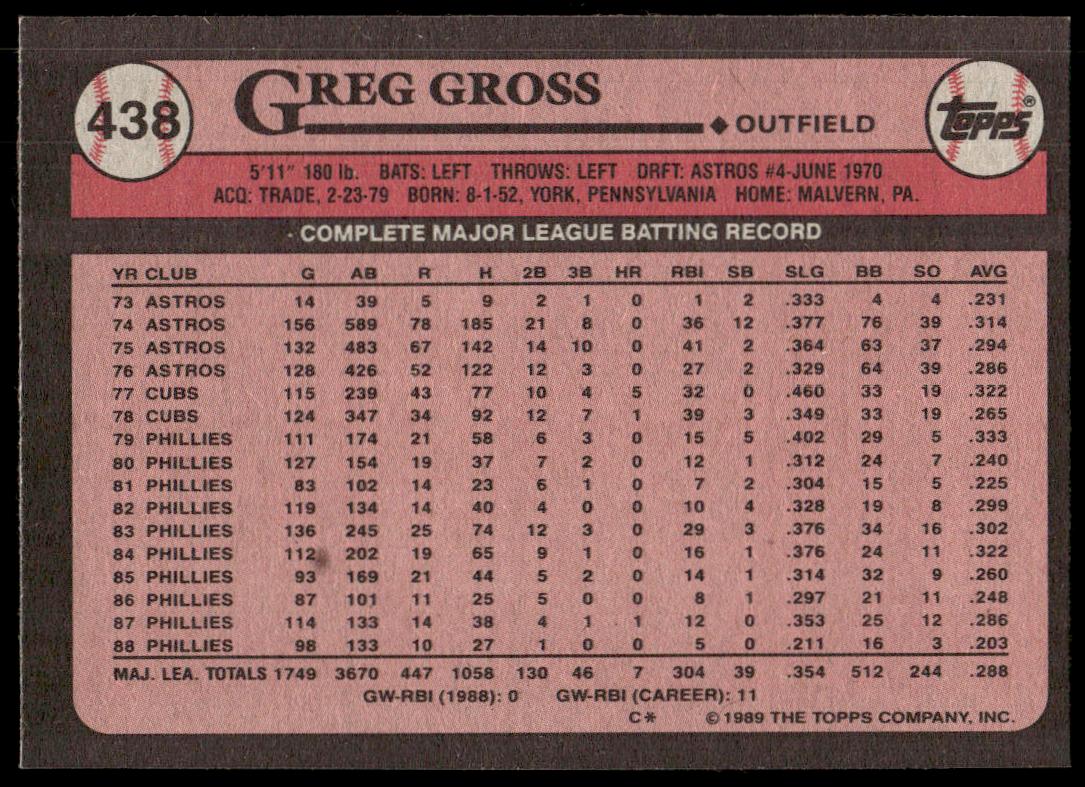 438 GREG GROSS
◆ OUTFIELD
TOPPS®
5'11" 180 lb. BATS: LEFT THROWS: LEFT DRFT: ASTROS #4-JUNE 1970
ACQ: TRADE, 2-23-79 BORN: 8-1-52, YORK, PENNSYLVANIA HOME: MALVERN, PA.
COMPLETE MAJOR LEAGUE BATTING RECORD
YR CLUB G AB R H 2B 3B HR RBI SB SLG BB SO AVG
73 ASTROS 14 39 5 9 2 1 0 1 2 .333 4 4 .231
74 ASTROS 156 589 78 185 21 8 0 36 12 .377 76 39 .314
75 ASTROS 132 483 67 142 14 10 0 41 2 .364 63 37 .294
76 ASTROS 128 426 52 122 12 3 0 27 2 .329 64 39 .286
77 CUBS 115 239 43 77 10 4 5 32 0 .460 33 19 .322
78 CUBS 124 347 34 92 12 7 1 39 3 .349 33 19 .265
79 PHILLIES 111 174 21 58 6 3 0 15 5 .402 29 5 .333
80 PHILLIES 127 154 19 37 7 2 0 12 1 .312 24 7 .240
81 PHILLIES 83 102 14 23 6 1 0 7 2 .304 15 5 .225
82 PHILLIES 119 134 14 40 4 0 0 10 4 .328 19 8 .299
83 PHILLIES 136 245 25 74 12 3 0 29 3 .376 34 16 .302
84 PHILLIES 112 202 19 65 9 1 0 16 1 .376 24 11 .322
85 PHILLIES 93 169 21 44 5 2 0 14 1 .314 32 9 .260
86 PHILLIES 87 101 11 25 5 0 0 8 1 .297 21 11 .248
87 PHILLIES 114 133 14 38 4 1 1 12 0 .353 25 12 .286
88 PHILLIES 98 133 10 27 1 0 0 5 0 .211 16 3 .203
MAJ. LEA. TOTALS 1749 3670 447 1058 130 46 7 304 39 .354 512 244 .288
GW-RBI (1988): 0 GW-RBI (CAREER): 11
C* © 1989 THE TOPPS COMPANY, INC.